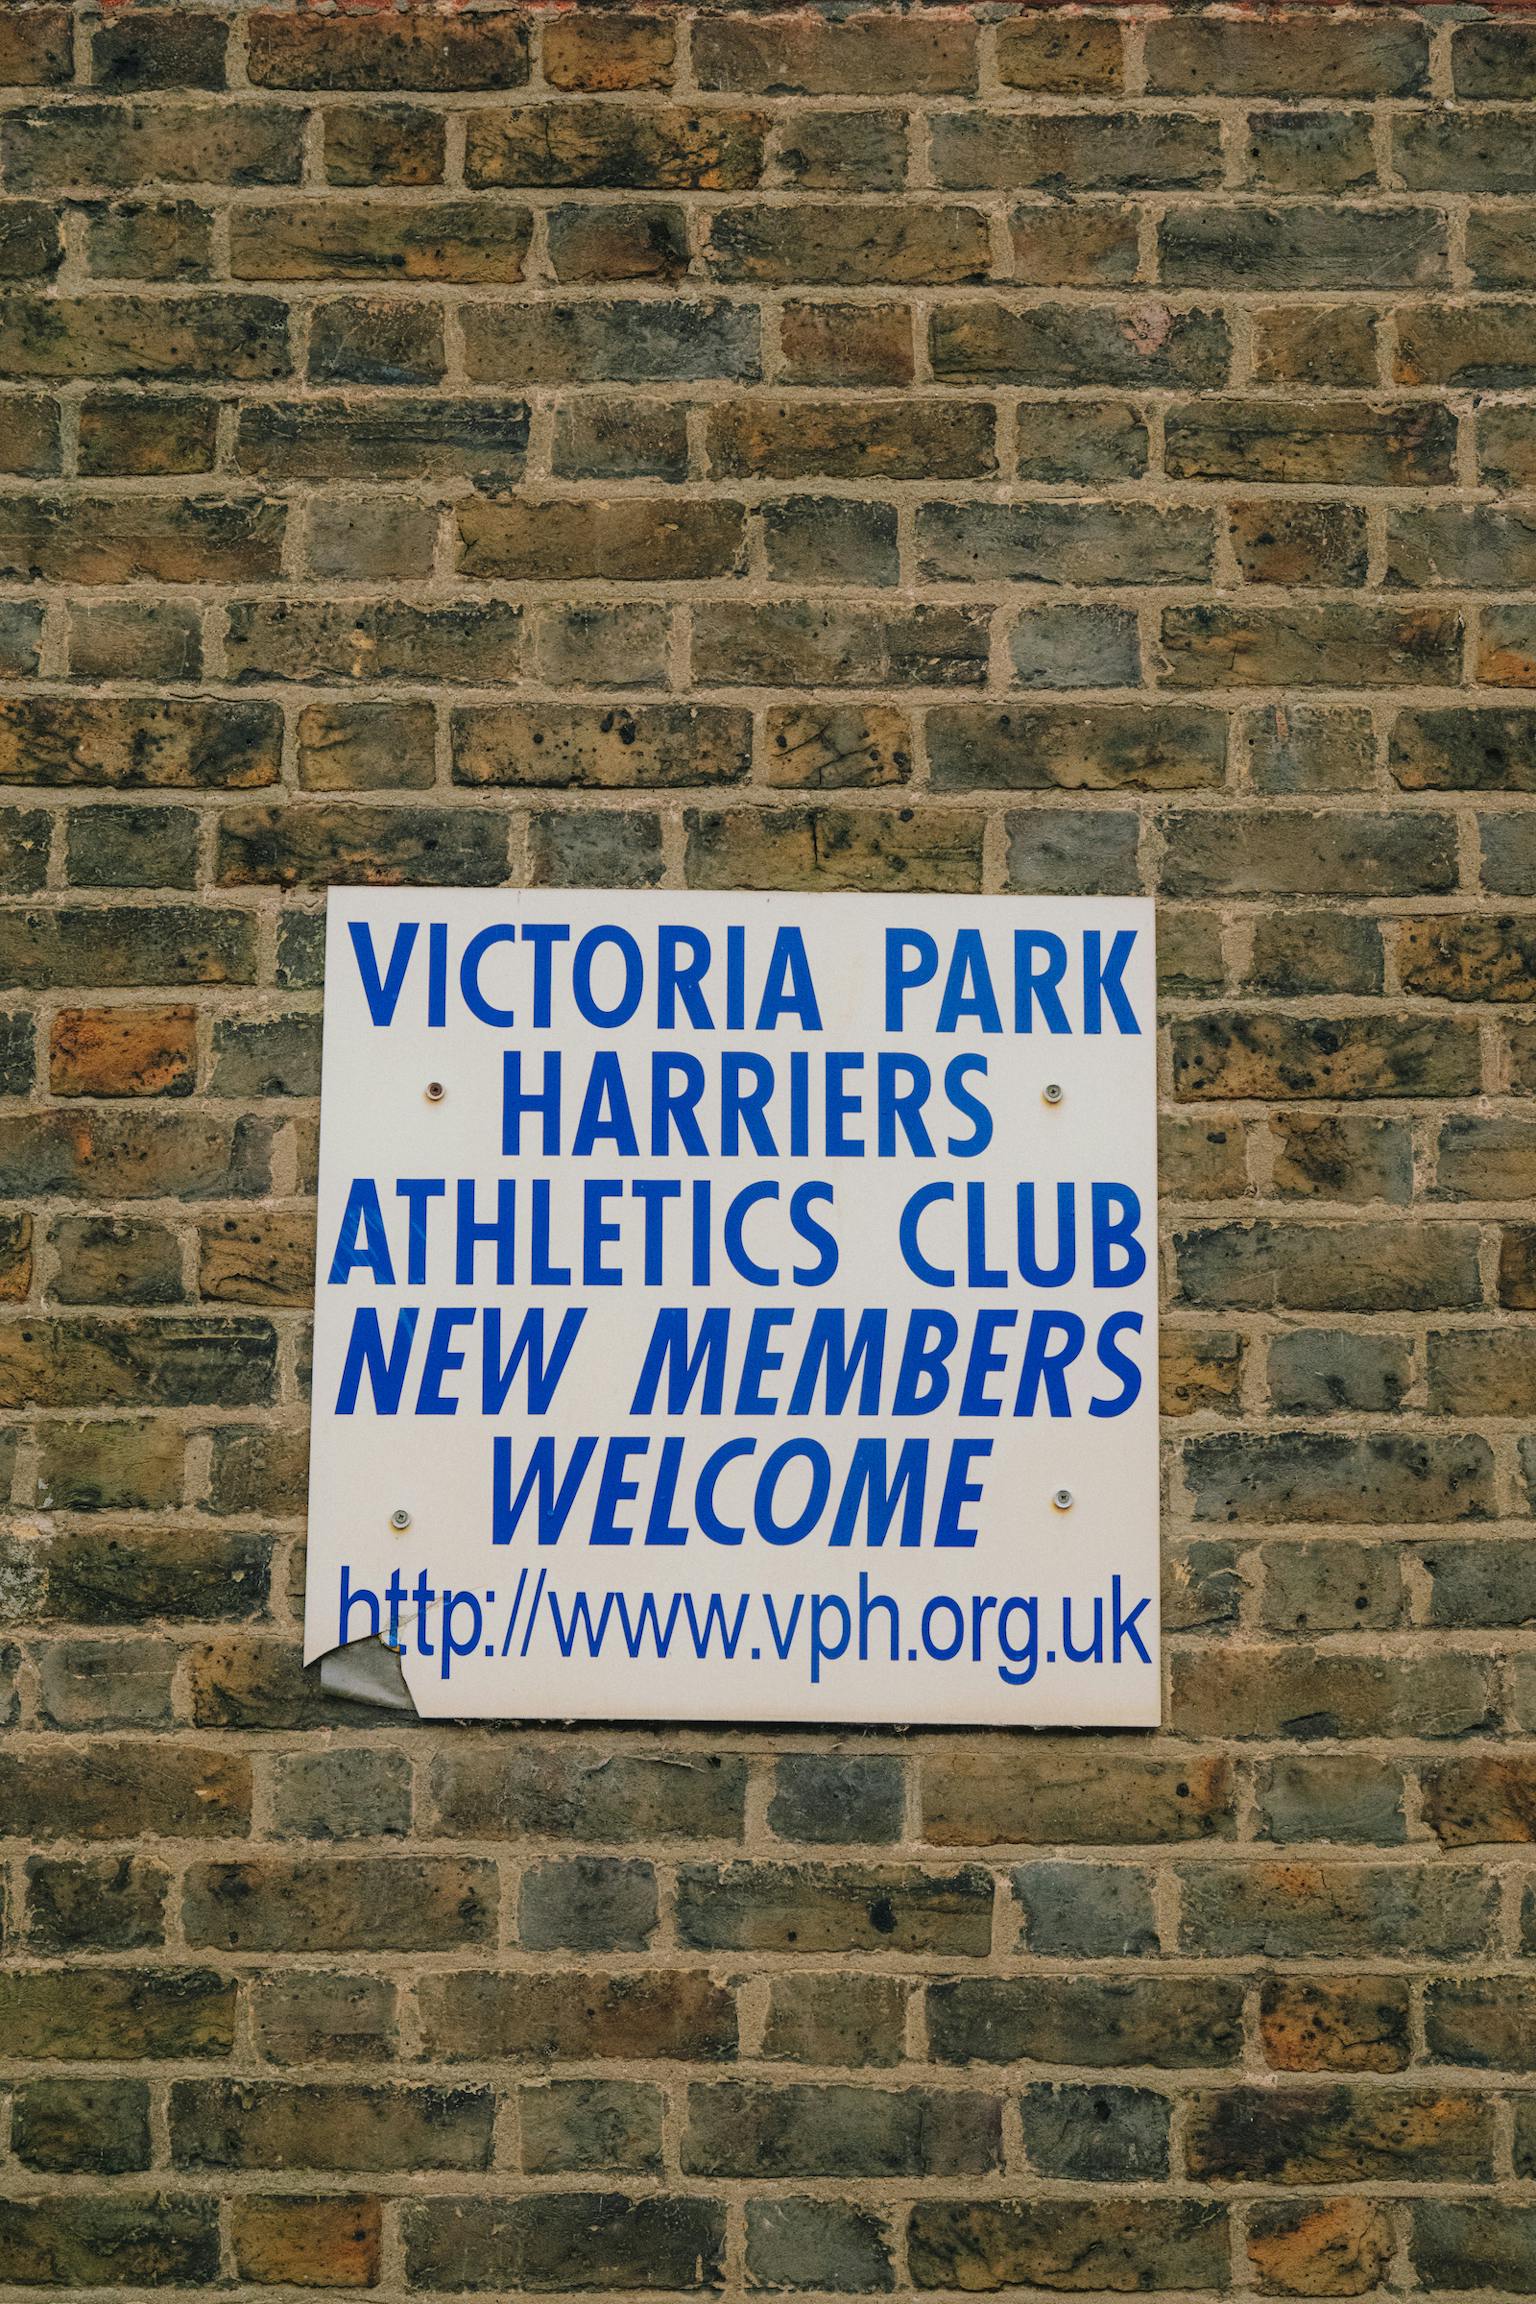 VICTORIA PARK
HARRIERS
ATHLETICS CLUB
NEW MEMBERS
WELCOME
http://www.vph.org.uk